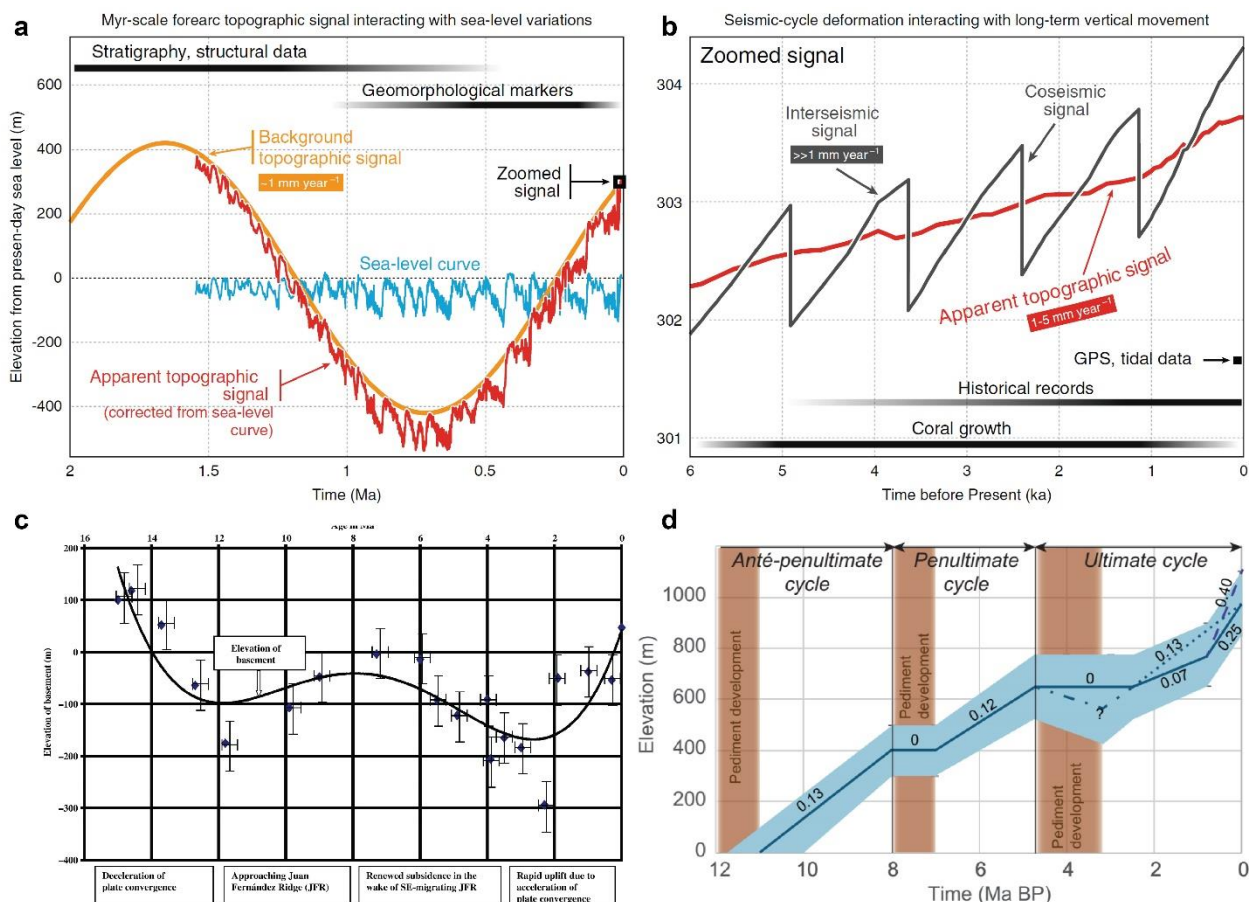 a
Myr-scale forearc topographic signal interacting with sea-level variations
Elevation from presen-day sea level (m)
600
400
200
0
-200
-400
Stratigraphy, structural data
Geomorphological markers
Background
topographic signal
~1 mm year⁻¹
Zoomed
signal
Sea-level curve
Apparent topographic
signal
(corrected from sea-level
curve)
2
1.5
1
0.5
0
Time (Ma)
b
Seismic-cycle deformation interacting with long-term vertical movement
Zoomed signal
304
303
302
301
Interseismic
signal
>>1 mm year⁻¹
Coseismic
signal
Apparent topographic signal
1-5 mm year⁻¹
GPS, tidal data
Historical records
Coral growth
6
5
4
3
2
1
0
Time before Present (ka)
c
16
14
12
10
8
6
4
2
0
Elevation of basement(m)
200
100
0
-100
-200
-300
-400
Elevation of
basement
Deceleration of
plate convergence
Approaching Juan
Fernández Ridge (JFR)
Renewed subsidence in the
wake of SE-migrating JFR
Rapid uplift due to
acceleration of
plate convergence
d
Anté-penultimate
cycle
Penultimate
cycle
Ultimate cycle
Elevation (m)
1000
800
600
400
200
0
Pediment development
Pediment
development
Pediment
development
0.13
0
0.12
0
?
0.13
0.07
0.40
0.25
12
10
8
6
4
2
0
Time (Ma BP)